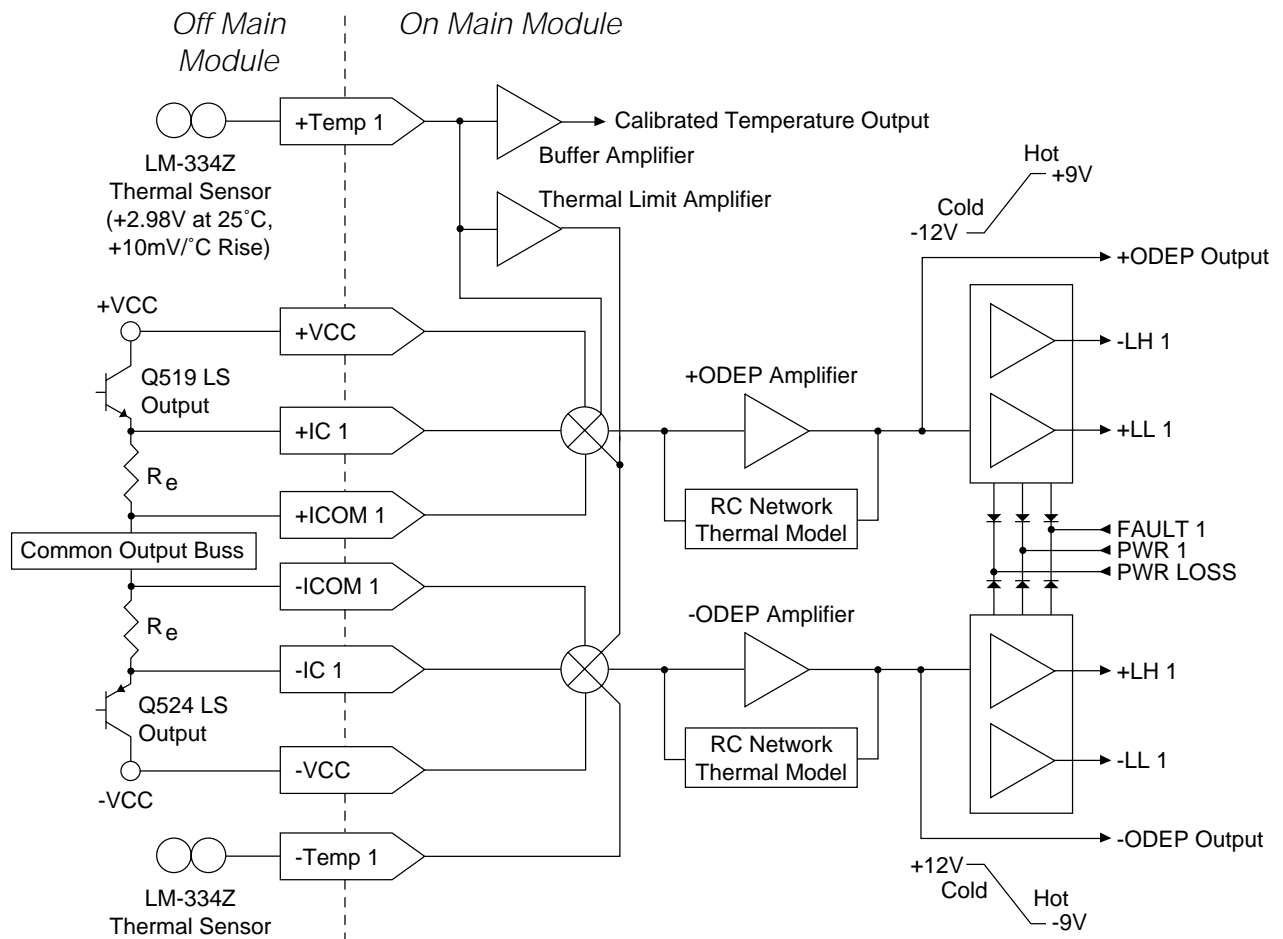 Off Main
Module
On Main Module
+Temp 1
Calibrated Temperature Output
Buffer Amplifier
LM-334Z
Thermal Sensor
(+2.98V at 25˚C,
+10mV/˚C Rise)
Thermal Limit Amplifier
Hot
+9V
Cold
-12V
+ODEP Output
+VCC
+VCC
-LH 1
Q519 LS
Output
+ODEP Amplifier
+IC 1
+LL 1
Re
RC Network
Thermal Model
+ICOM 1
Common Output Buss
FAULT 1
PWR 1
PWR LOSS
-ICOM 1
Re
-ODEP Amplifier
-IC 1
+LH 1
Q524 LS
Output
RC Network
Thermal Model
-VCC
-LL 1
-VCC
-ODEP Output
-Temp 1
+12V
Cold
Hot
-9V
LM-334Z
Thermal Sensor